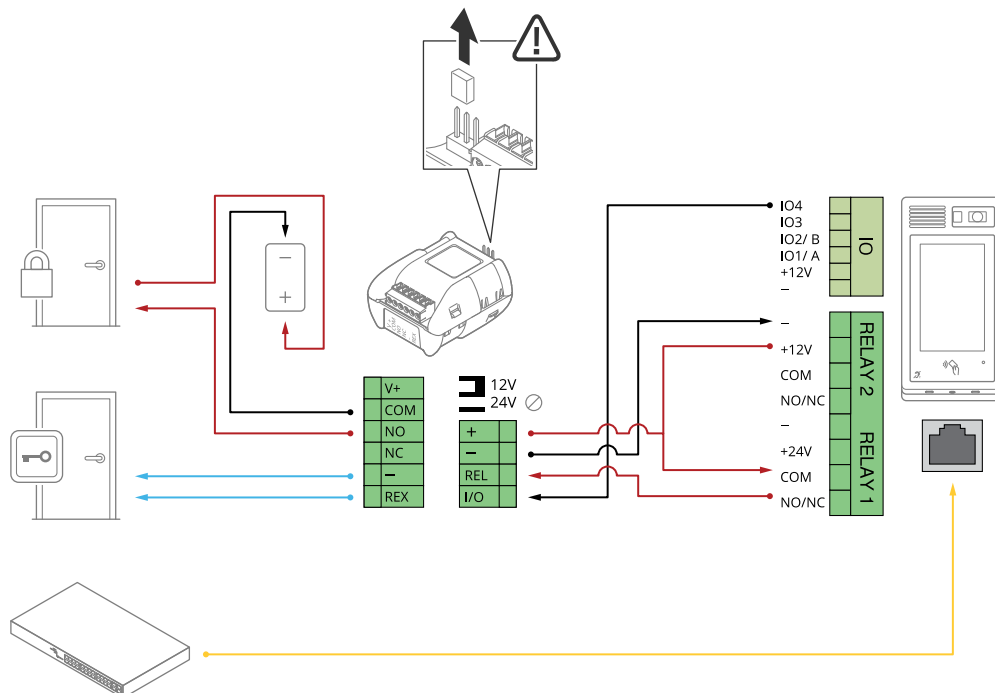 IO4
IO3
IO2/ B
IO1/ A
+12V
–
IO
–
+12V
COM
NO/NC
–
+24V
COM
NO/NC
RELAY 2
RELAY 1
–
+
V+
COM
NO
NC
–
REX
12V
24V
+
–
REL
I/O